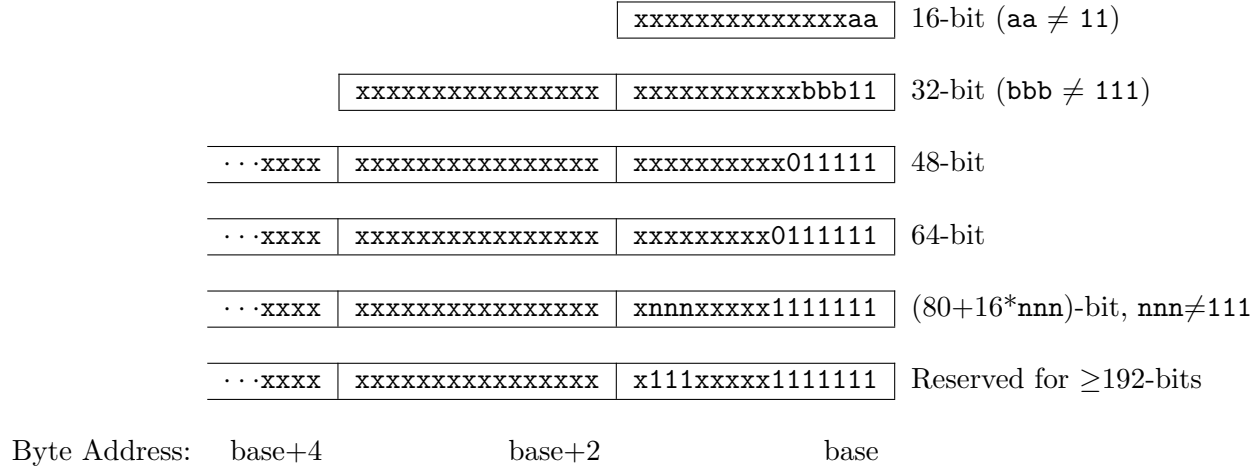 xxxxxxxxxxxxxxaa 16-bit (aa ≠ 11)
xxxxxxxxxxxxxxxx xxxxxxxxxxxbbb11 32-bit (bbb ≠ 111)
···xxxx xxxxxxxxxxxxxxxx xxxxxxxxxx011111 48-bit
···xxxx xxxxxxxxxxxxxxxx xxxxxxxxx0111111 64-bit
···xxxx xxxxxxxxxxxxxxxx xnnnxxxxx1111111 (80+16*nnn)-bit, nnn≠111
···xxxx xxxxxxxxxxxxxxxx x111xxxxx1111111 Reserved for ≥192-bits
Byte Address: base+4 base+2 base